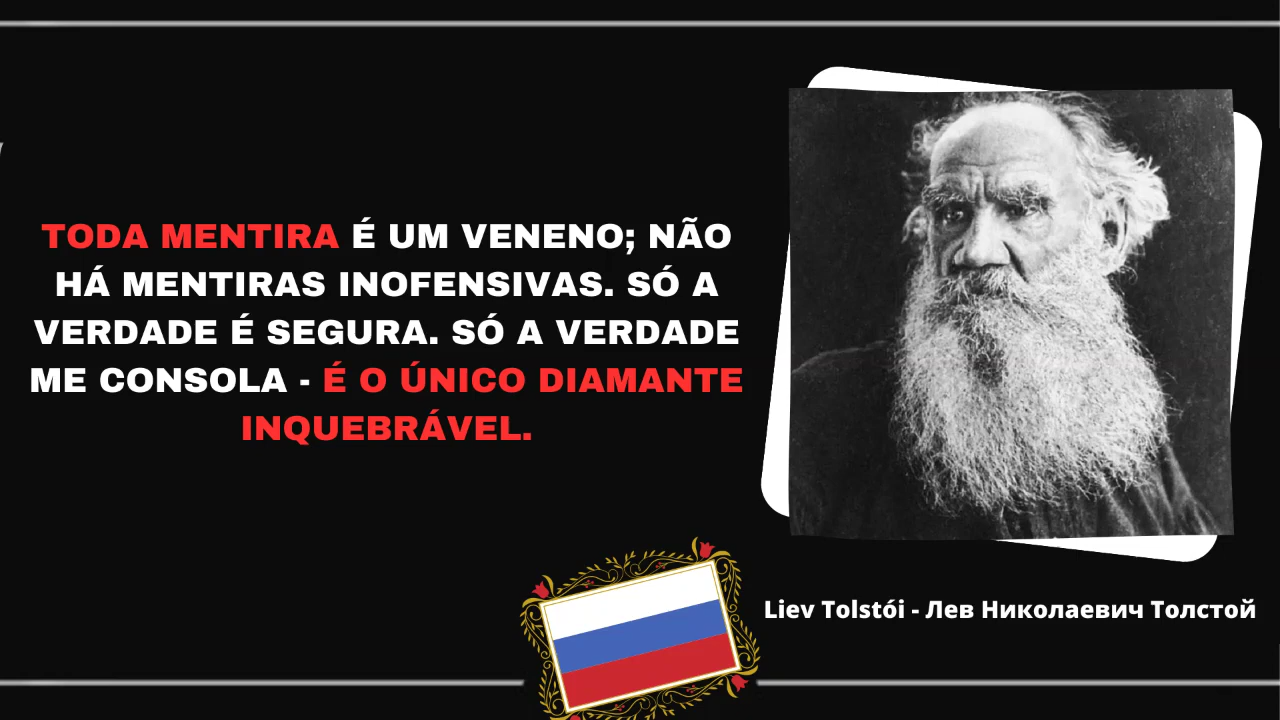 TODA MENTIRA É UM VENENO; NÃO
HÁ MENTIRAS INOFENSIVAS. SÓ A
VERDADE É SEGURA. SÓ A VERDADE
ME CONSOLA - É O ÚNICO DIAMANTE
INQUEBRÁVEL.
Liev Tolstói - Лев Николаевич Толстой